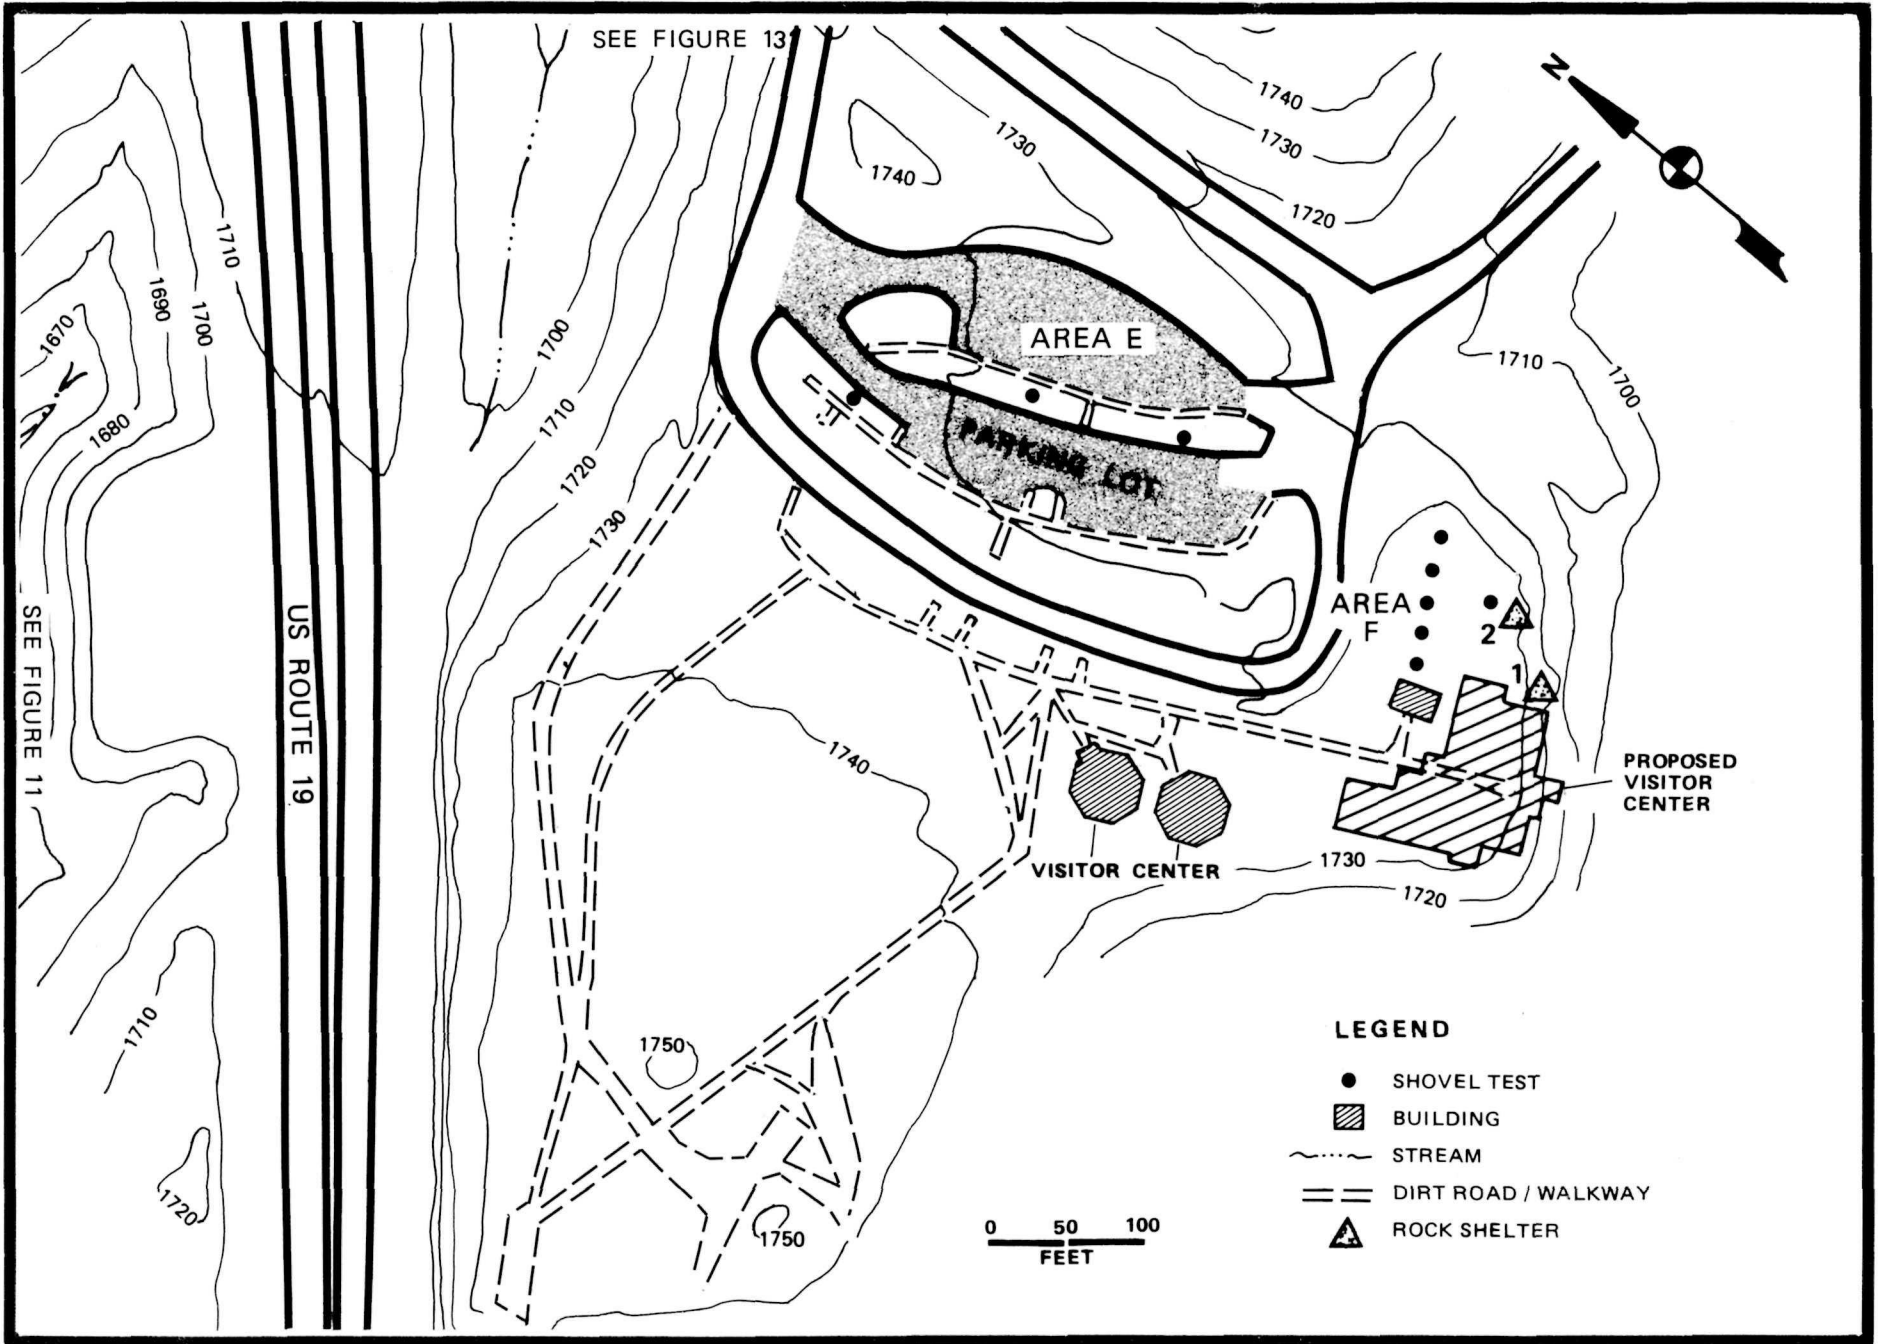 SEE FIGURE 13
N
1740
1730
1740
1730
1720
1740
1710
1690
1700
1670
1680
1700
1710
1720
1730
1710
1700
AREA E
PARKING LOT
AREA
F
2
1
SEE FIGURE 11
US ROUTE 19
1740
PROPOSED
VISITOR
CENTER
VISITOR CENTER
1730
1720
1710
1750
1720
1750
0 50 100
FEET
LEGEND
SHOVEL TEST
BUILDING
STREAM
DIRT ROAD / WALKWAY
ROCK SHELTER